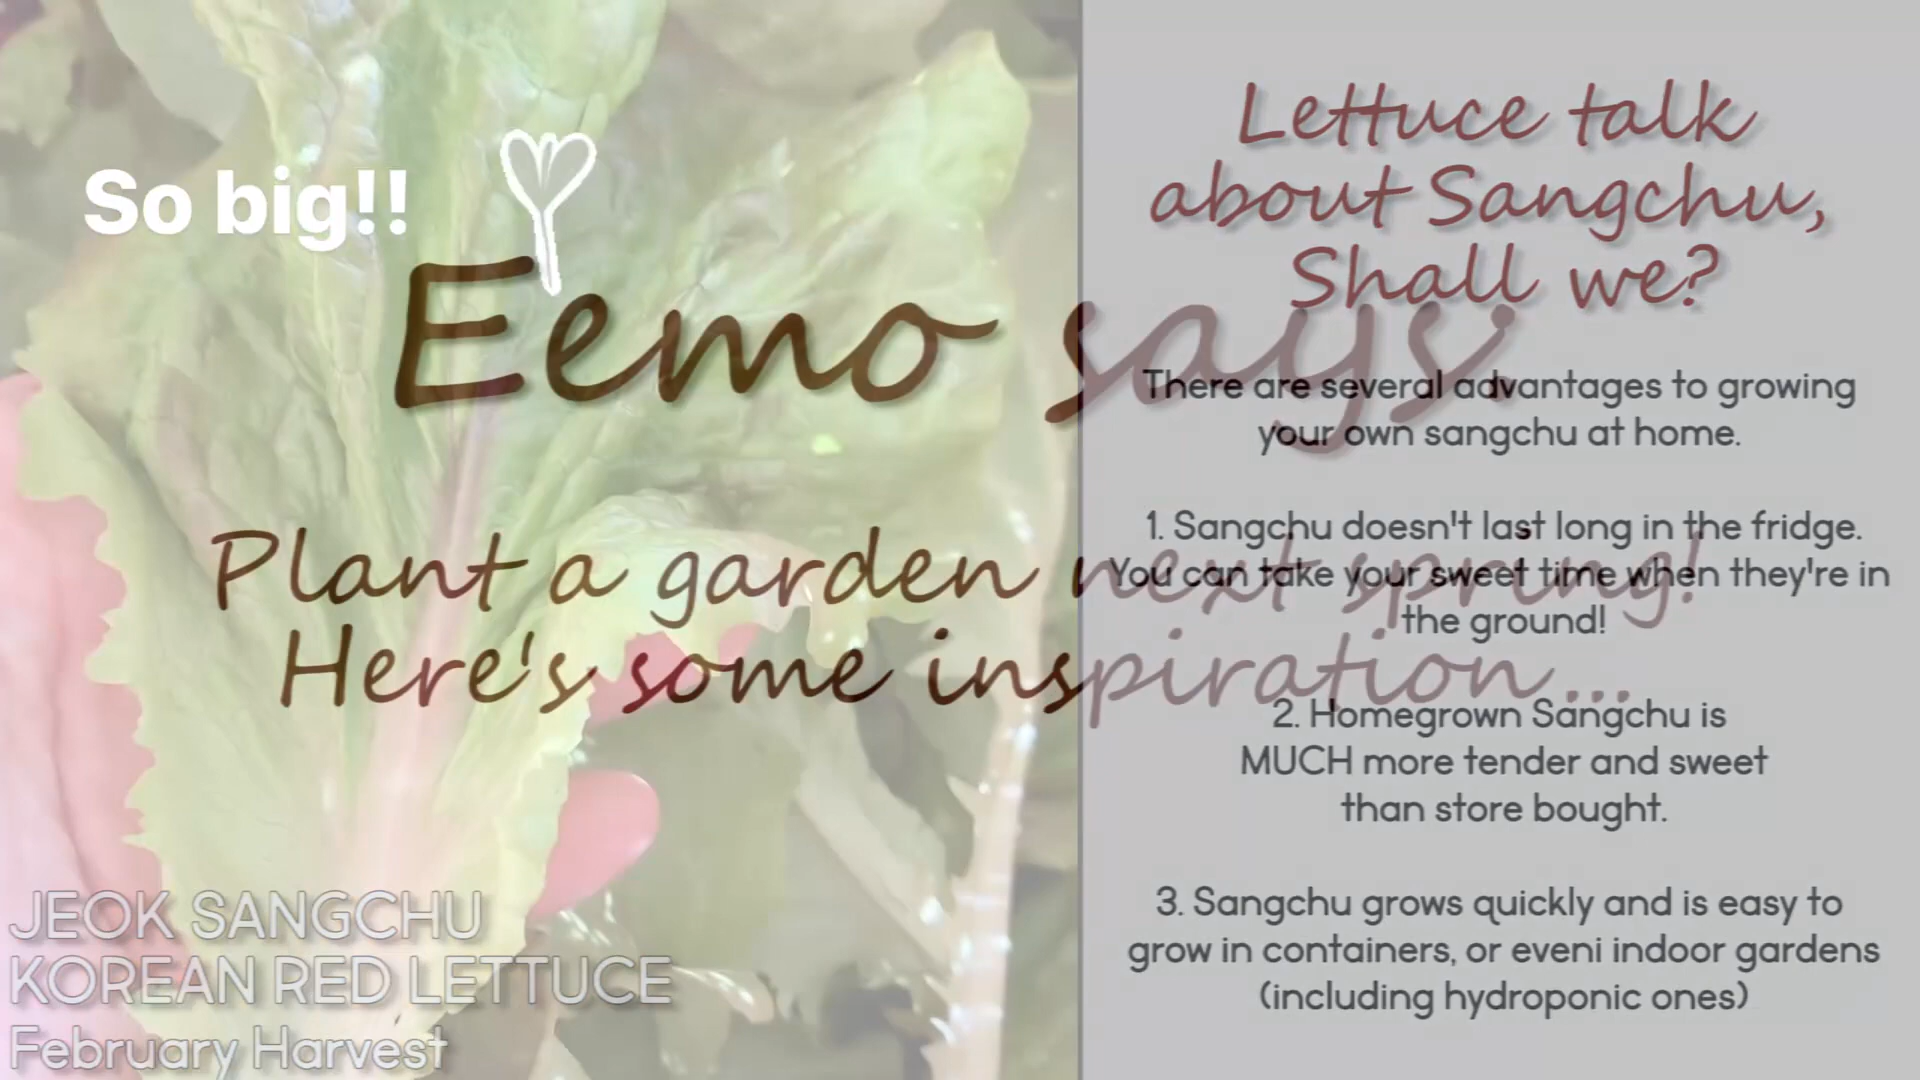 So big!!
Eemo says:
Plant a garden next spring!
Here's some inspiration...
JEOK SANGCHU
KOREAN RED LETTUCE
February Harvest
Lettuce talk
about Sangchu,
Shall we?
There are several advantages to growing
your own sangchu at home.
1. Sangchu doesn't last long in the fridge.
You can take your sweet time when they're in
the ground!
2. Homegrown Sangchu is
MUCH more tender and sweet
than store bought.
3. Sangchu grows quickly and is easy to
grow in containers, or eveni indoor gardens
(including hydroponic ones)